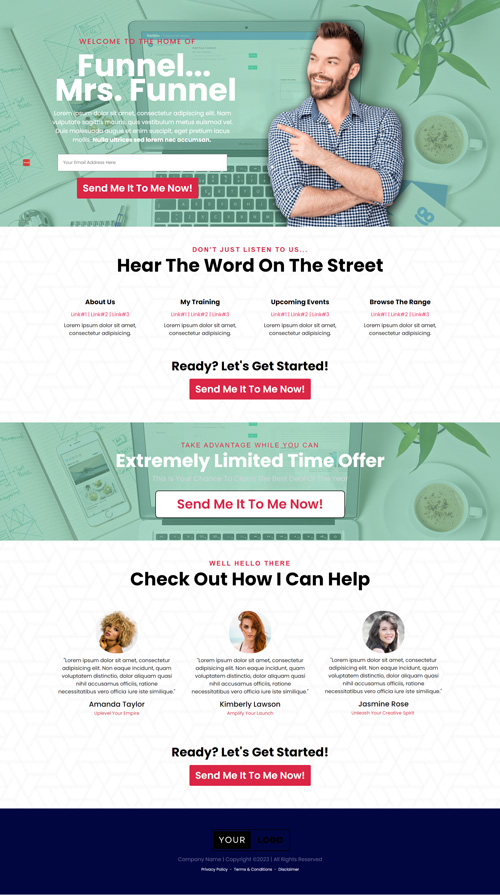 WELCOME TO THE HOME OF
Funnel...
Mrs. Funnel
Lorem ipsum dolor sit amet, consectetur adipiscing elit. Nam
vulputate sagittis mauris, quis vestibulum metus euismod vel.
Quis malesuada augue et enim suscipit, eget pretium lacus
mollis. Nulla ultrices sed lorem nec accumsan.
Your Email Address Here
Send Me It To Me Now!
DON'T JUST LISTEN TO US...
Hear The Word On The Street
About Us
Link#1 | Link#2 | Link#3
Lorem ipsum dolor sit amet,
consectetur adipisicing.
My Training
Link#1 | Link#2 | Link#3
Lorem ipsum dolor sit amet,
consectetur adipisicing.
Upcoming Events
Link#1 | Link#2 | Link#3
Lorem ipsum dolor sit amet,
consectetur adipisicing.
Browse The Range
Link#1 | Link#2 | Link#3
Lorem ipsum dolor sit amet,
consectetur adipisicing.
Ready? Let's Get Started!
Send Me It To Me Now!
TAKE ADVANTAGE WHILE YOU CAN
Extremely Limited Time Offer
This Is Your Chance To Claim The Best Deal Of The Year
Send Me It To Me Now!
WELL HELLO THERE
Check Out How I Can Help
"Lorem ipsum dolor sit amet, consectetur
adipisicing elit. Non eaque incidunt, quam
voluptatem distinctio, dolor aliquam quasi
nihil accusamus officiis, ratione
necessitatibus vero officia iure iste similique."
Amanda Taylor
Uplevel Your Empire
"Lorem ipsum dolor sit amet, consectetur
adipisicing elit. Non eaque incidunt, quam
voluptatem distinctio, dolor aliquam quasi
nihil accusamus officiis, ratione
necessitatibus vero officia iure iste similique."
Kimberly Lawson
Amplify Your Launch
"Lorem ipsum dolor sit amet, consectetur
adipisicing elit. Non eaque incidunt, quam
voluptatem distinctio, dolor aliquam quasi
nihil accusamus officiis, ratione
necessitatibus vero officia iure iste similique."
Jasmine Rose
Unleash Your Creative Spirit
Ready? Let's Get Started!
Send Me It To Me Now!
YOUR LOGO
Company Name | Copyright ©2023 | All Rights Reserved
Privacy Policy - Terms & Conditions - Disclaimer